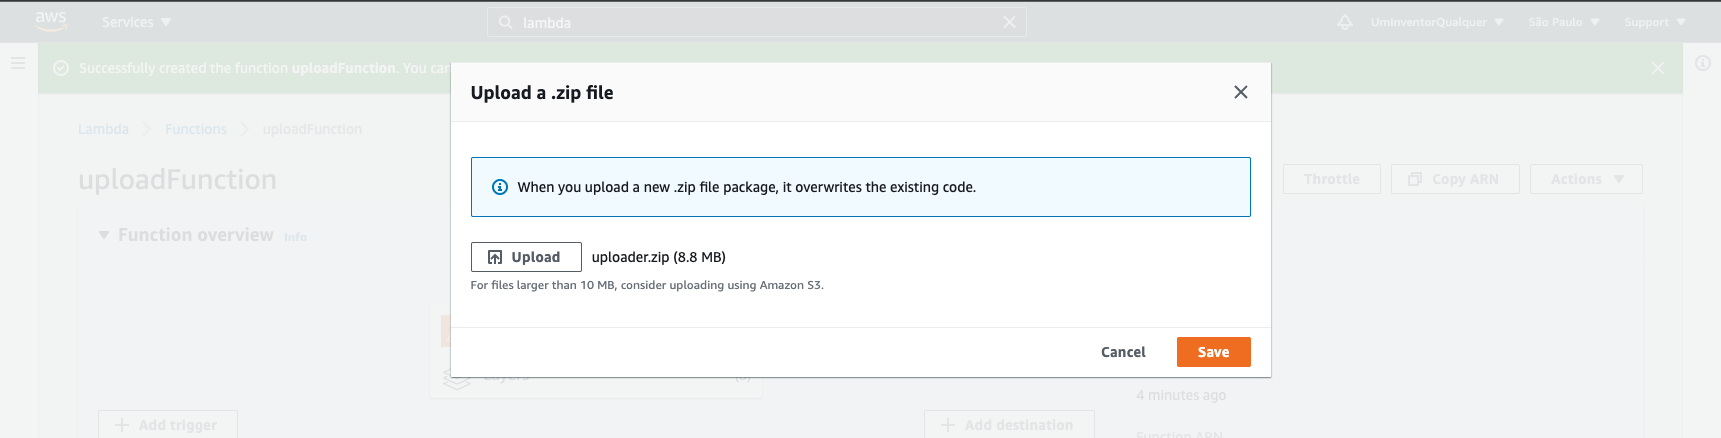 aws
Services
lambda
UmInventorQualquer
São Paulo
Support
Successfully created the function uploadFunction. You can
Upload a .zip file
Lambda
Functions
uploadFunction
When you upload a new .zip file package, it overwrites the existing code.
uploadFunction
Throttle
Copy ARN
Actions
Function overview Info
Upload
uploader.zip (8.8 MB)
For files larger than 10 MB, consider uploading using Amazon S3.
Cancel
Save
Layers
(0)
4 minutes ago
Add trigger
Add destination
Function ARN